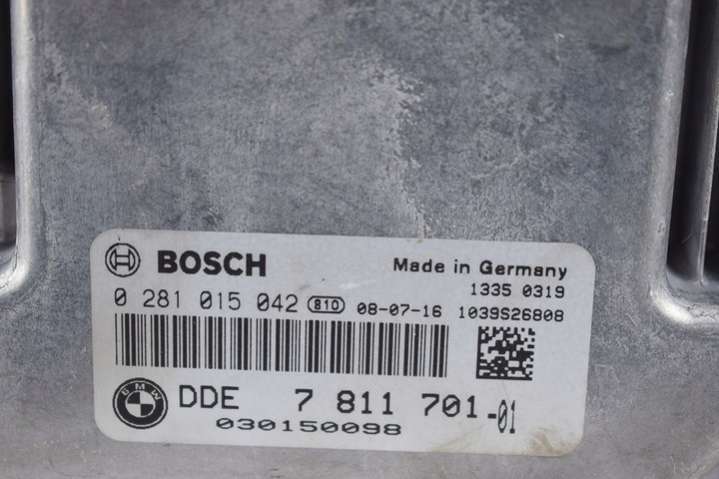 BOSCH Made in Germany
1335 0319
0 281 015 042 810 08-07-16 1039S26808
BMW DDE 7 811 701-01
030150098